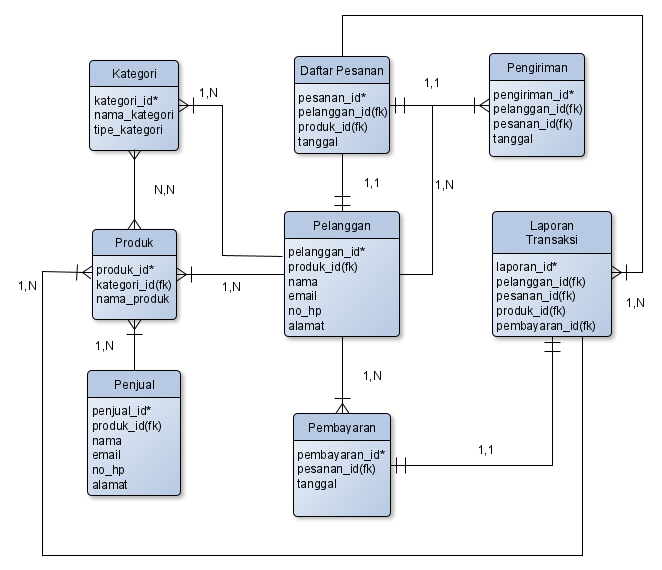 Kategori
kategori_id*
nama_kategori
tipe_kategori
1,N
Daftar Pesanan
pesanan_id*
pelanggan_id(fk)
produk_id(fk)
tanggal
1,1
Pengiriman
pengiriman_id*
pelanggan_id(fk)
pesanan_id(fk)
tanggal
N,N
1,1
1,N
Produk
produk_id*
kategori_id(fk)
nama_produk
1,N
1,N
Pelanggan
pelanggan_id*
produk_id(fk)
nama
email
no_hp
alamat
Laporan
Transaksi
laporan_id*
pelanggan_id(fk)
pesanan_id(fk)
produk_id(fk)
pembayaran_id(fk)
1,N
1,N
Penjual
penjual_id*
produk_id(fk)
nama
email
no_hp
alamat
1,N
Pembayaran
pembayaran_id*
pesanan_id(fk)
tanggal
1,1